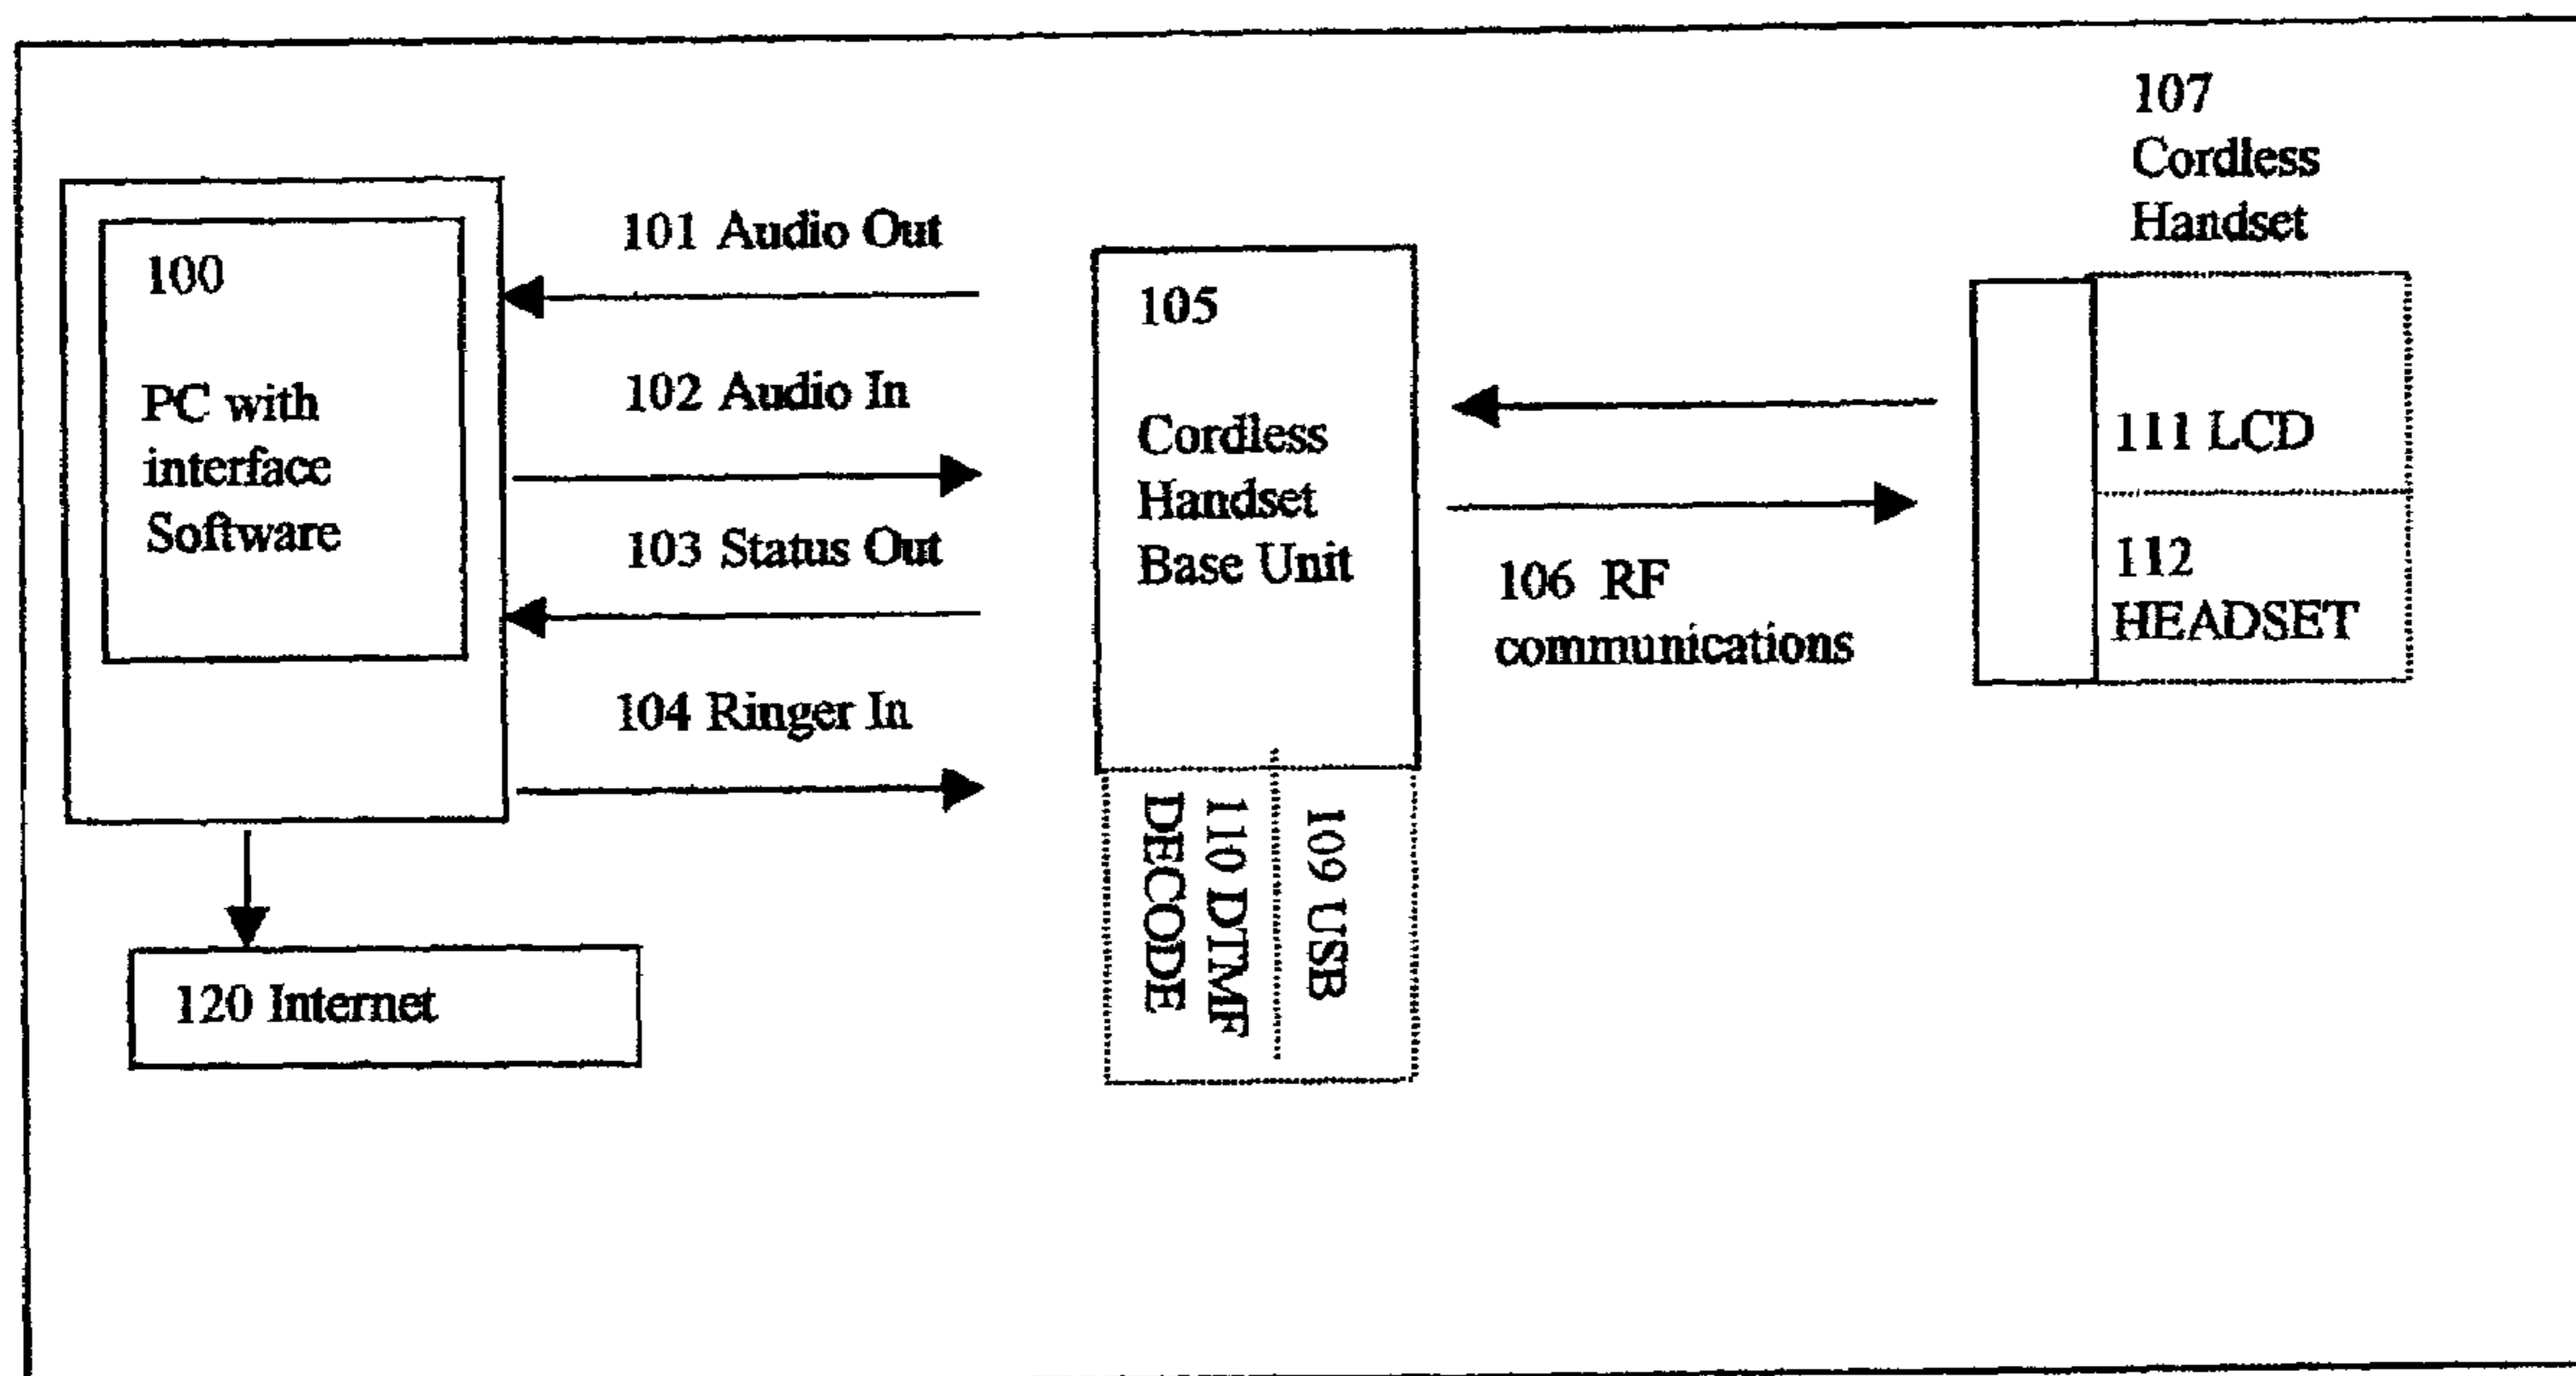 107
Cordless
Handset
100
PC with
interface
Software
101 Audio Out
102 Audio In
103 Status Out
104 Ringer In
105
Cordless
Handset
Base Unit
106 RF
communications
111 LCD
112
HEADSET
109 USB
110 DTMF
DECODE
120 Internet